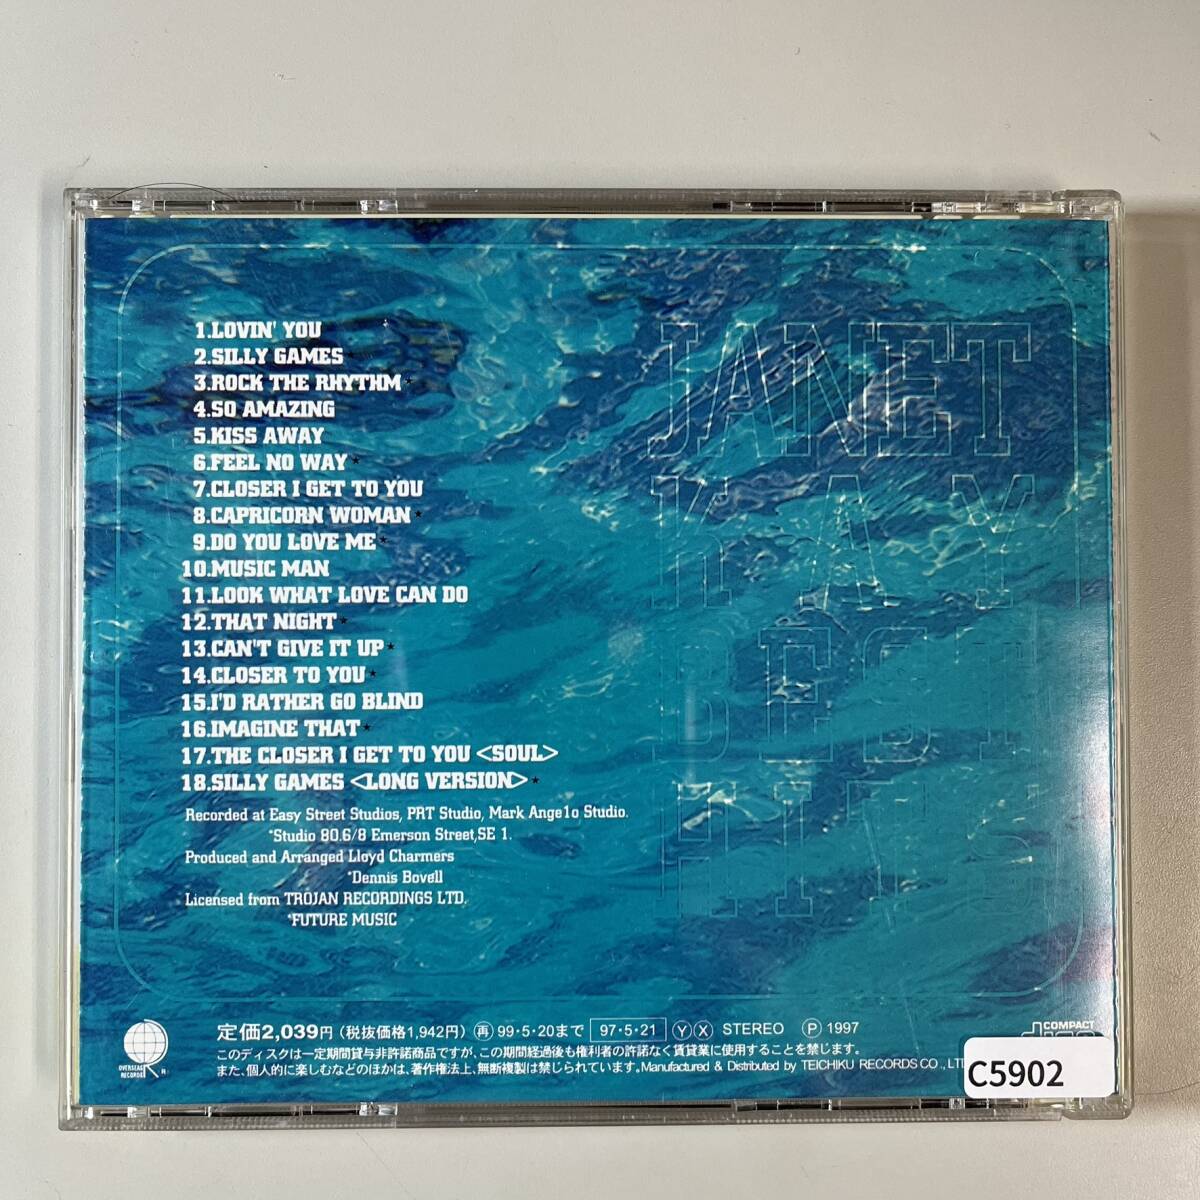 1.LOVIN' YOU
2.SILLY GAMES
3.ROCK THE RHYTHM*
4.SO AMAZING
5.KISS AWAY
6.FEEL NO WAY*
7.CLOSER I GET TO YOU
8.CAPRICORN WOMAN*
9.DO YOU LOVE ME*
10.MUSIC MAN
11.LOOK WHAT LOVE CAN DO
12.THAT NIGHT*
13.CAN'T GIVE IT UP*
14.CLOSER TO YOU*
15.I'D RATHER GO BLIND
16.IMAGINE THAT*
17.THE CLOSER I GET TO YOU <SOUL>
18.SILLY GAMES <LONG VERSION>*
Recorded at Easy Street Studios, PRT Studio, Mark Ange1o Studio.
*Studio 80.6/8 Emerson Street,SE 1.
Produced and Arranged Lloyd Charmers
*Dennis Bovell
Licensed from TROJAN RECORDINGS LTD.
*FUTURE MUSIC
JANET
KAY
BEST
HITS
OVERSEAS
RECORDS
R
定価2,039円(税抜価格1,942円) 再 99・5・20まで 97・5・21 Y X STEREO P 1997
このディスクは一定期間貸与非許諾商品ですが、この期間経過後も権利者の許諾なく賃貸業に使用することを禁じます。
また、個人的に楽しむなどのほかは、著作権法上、無断複製は禁じられています。Manufactured & Distributed by TEICHIKU RECORDS CO., LT
COMPACT
disc
C5902